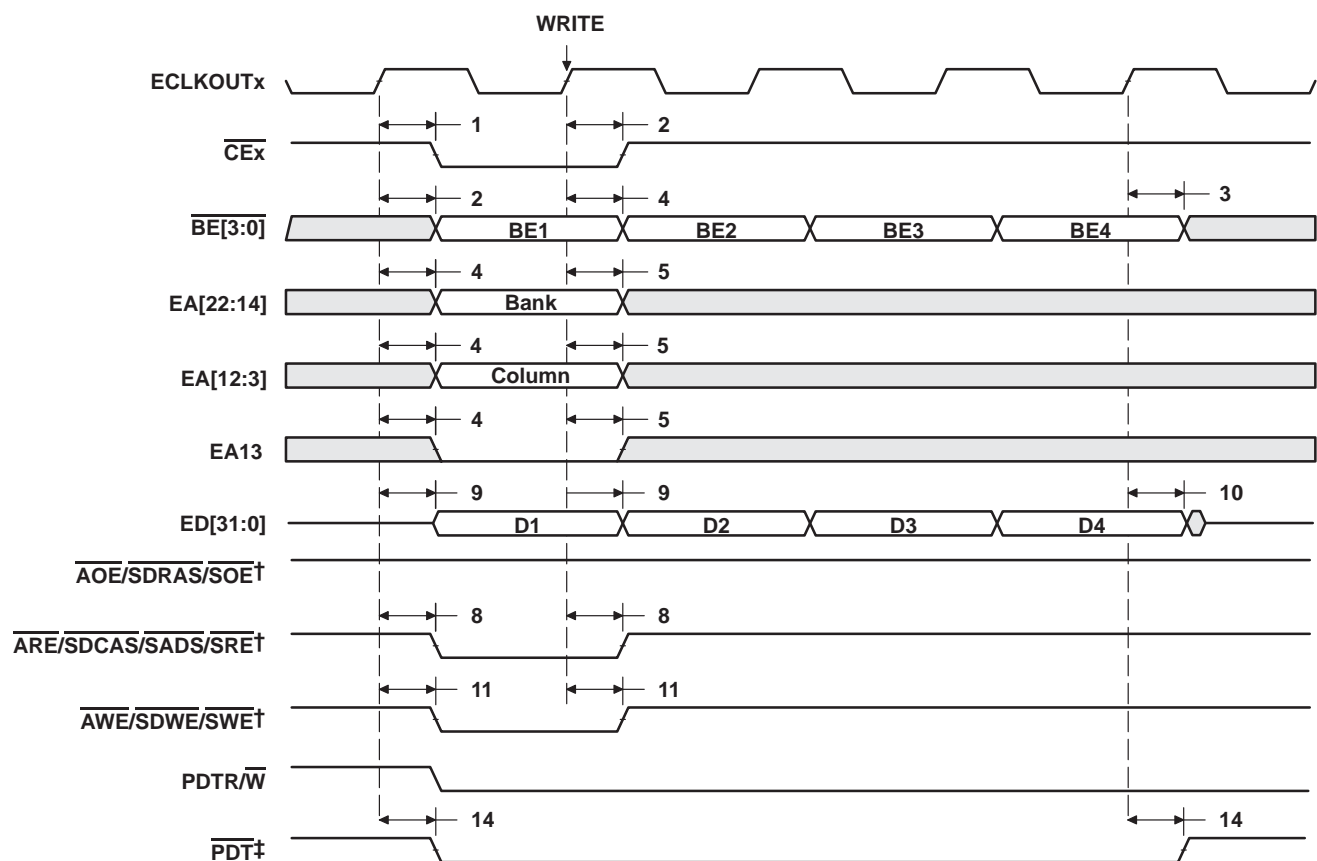 WRITE
ECLKOUTx
1 2
CEx
2 4 3
BE[3:0] BE1 BE2 BE3 BE4
4 5
EA[22:14] Bank
4 5
EA[12:3] Column
4 5
EA13
9 9 10
ED[31:0] D1 D2 D3 D4
AOE/SDRAS/SOE†
8 8
ARE/SDCAS/SADS/SRE†
11 11
AWE/SDWE/SWE†
PDTR/W
14 14
PDT‡